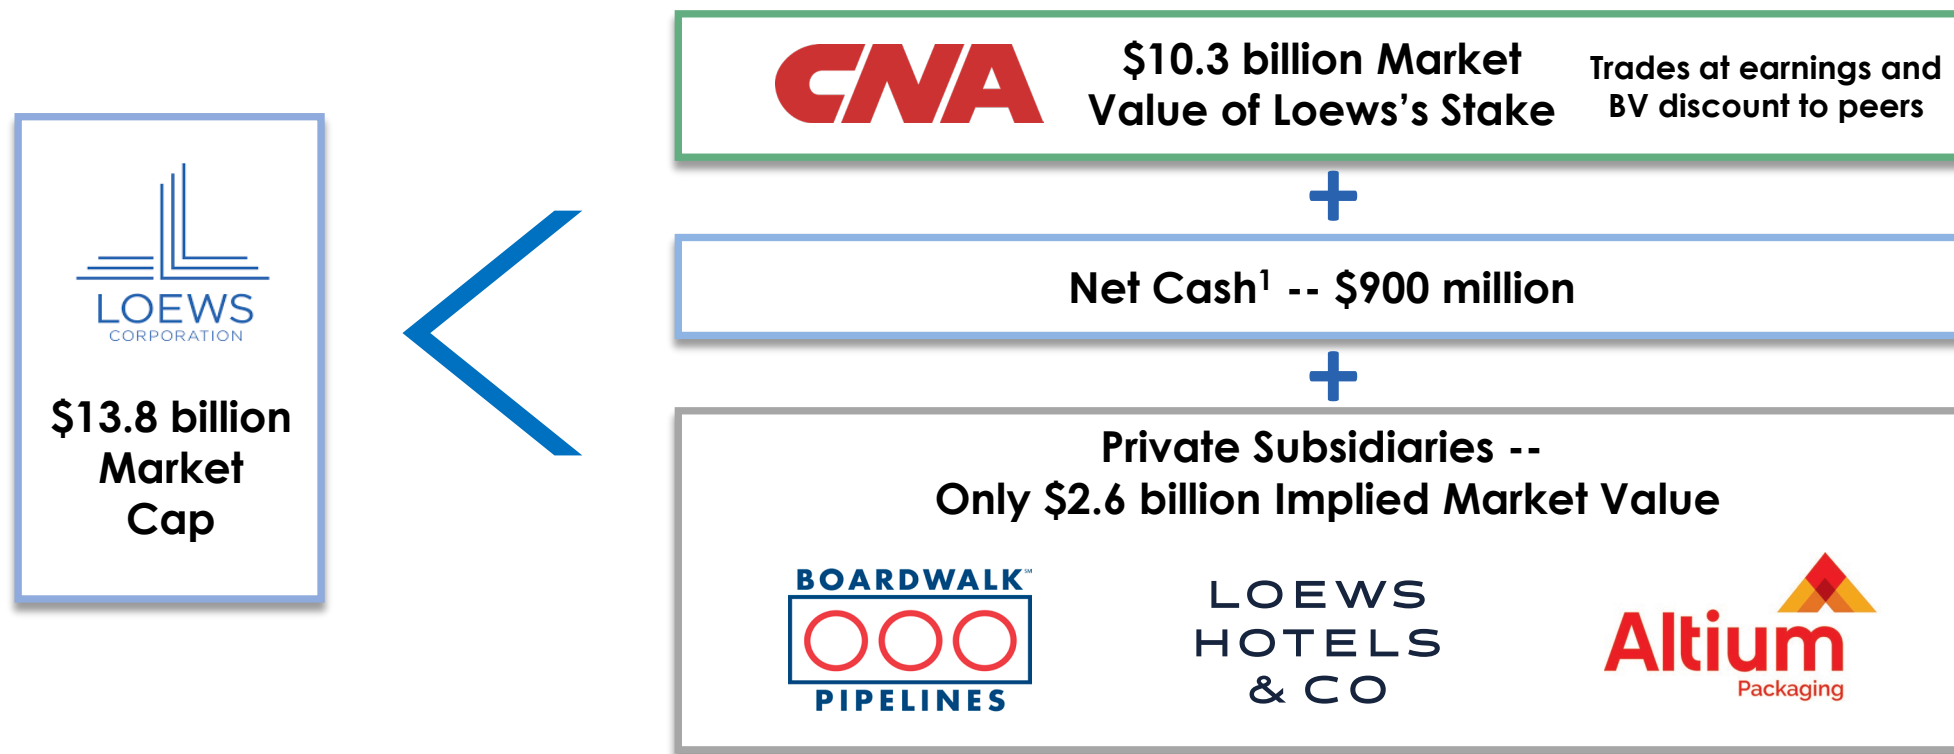 LOEWS
CORPORATION
$13.8 billion
Market
Cap
CNA
$10.3 billion Market
Value of Loews's Stake
Trades at earnings and
BV discount to peers
+
Net Cash¹ -- $900 million
+
Private Subsidiaries --
Only $2.6 billion Implied Market Value
BOARDWALK℠
PIPELINES
LOEWS
HOTELS
& CO
Altium
Packaging